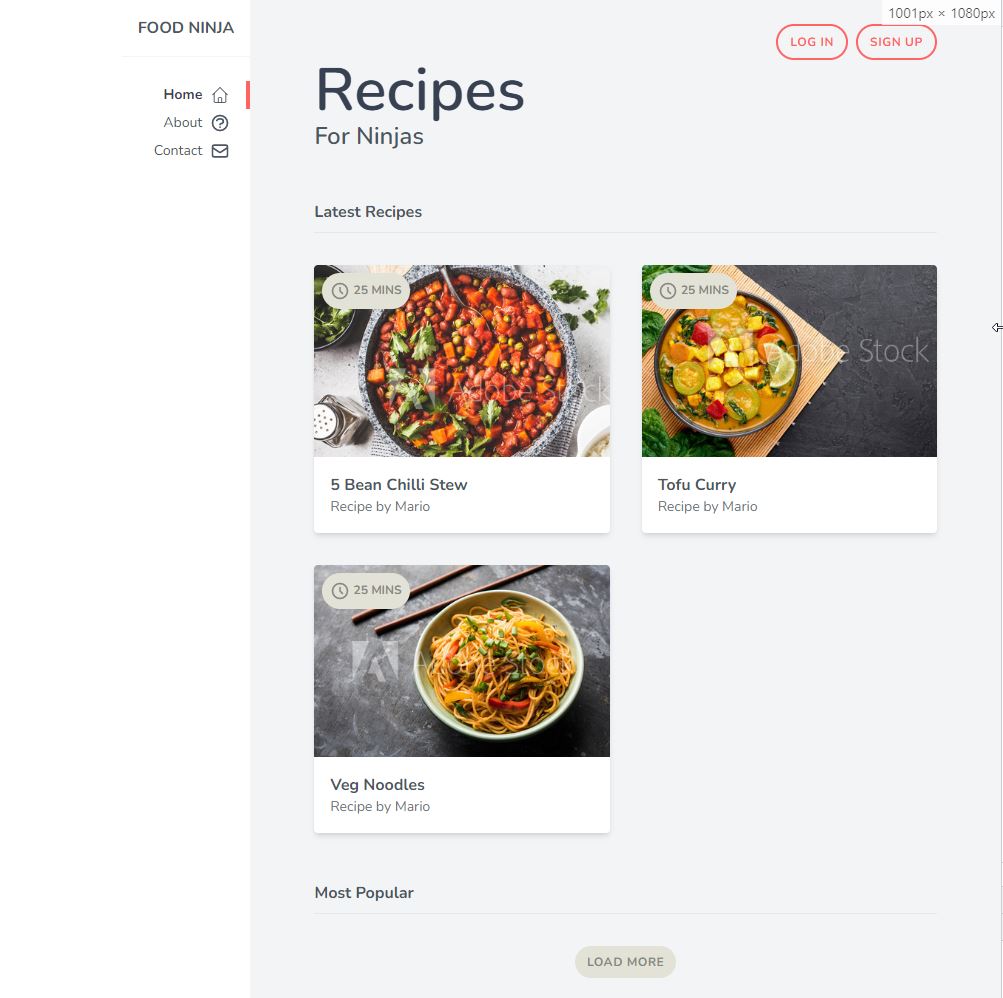 1001px × 1080px
FOOD NINJA
LOG IN
SIGN UP
Home
About
Contact
Recipes
For Ninjas
Latest Recipes
25 MINS
Adobe Stock
5 Bean Chilli Stew
Recipe by Mario
25 MINS
Adobe Stock
Tofu Curry
Recipe by Mario
25 MINS
Adobe Stock
Veg Noodles
Recipe by Mario
Most Popular
LOAD MORE